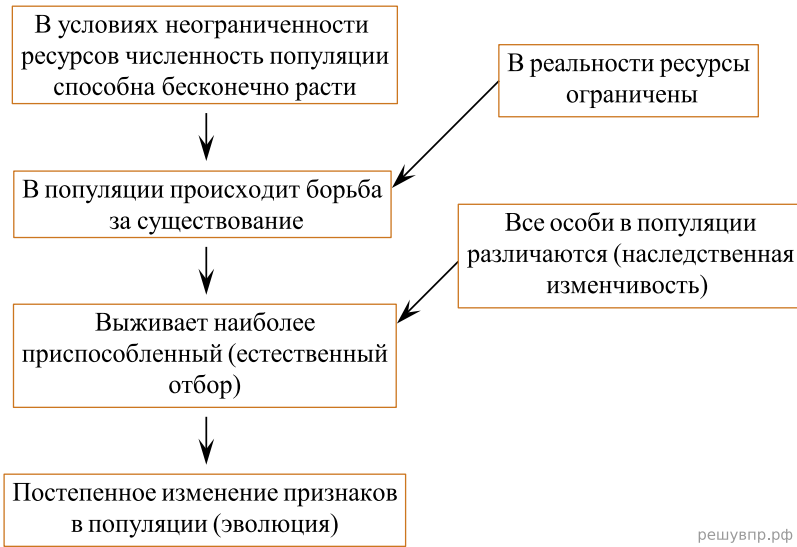 В условиях неограниченности
ресурсов численность популяции
способна бесконечно расти
В реальности ресурсы
ограничены
В популяции происходит борьба
за существование
Все особи в популяции
различаются (наследственная
изменчивость)
Выживает наиболее
приспособленный (естественный
отбор)
Постепенное изменение признаков
в популяции (эволюция)
решувпр.рф